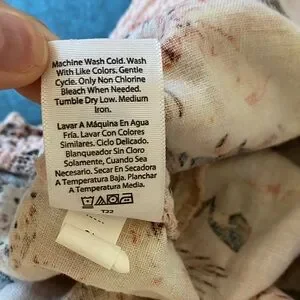 Machine Wash Cold. Wash
With Like Colors. Gentle
Cycle. Only Non Chlorine
Bleach When Needed.
Tumble Dry Low. Medium
Iron.
Lavar A Máquina En Agua
Fría. Lavar Con Colores
Similares. Ciclo Delicado.
Blanqueador Sin Cloro
Solamente, Cuando Sea
Necesario. Secar En Secadora
A Temperatura Baja. Planchar
A Temperatura Media.
T22